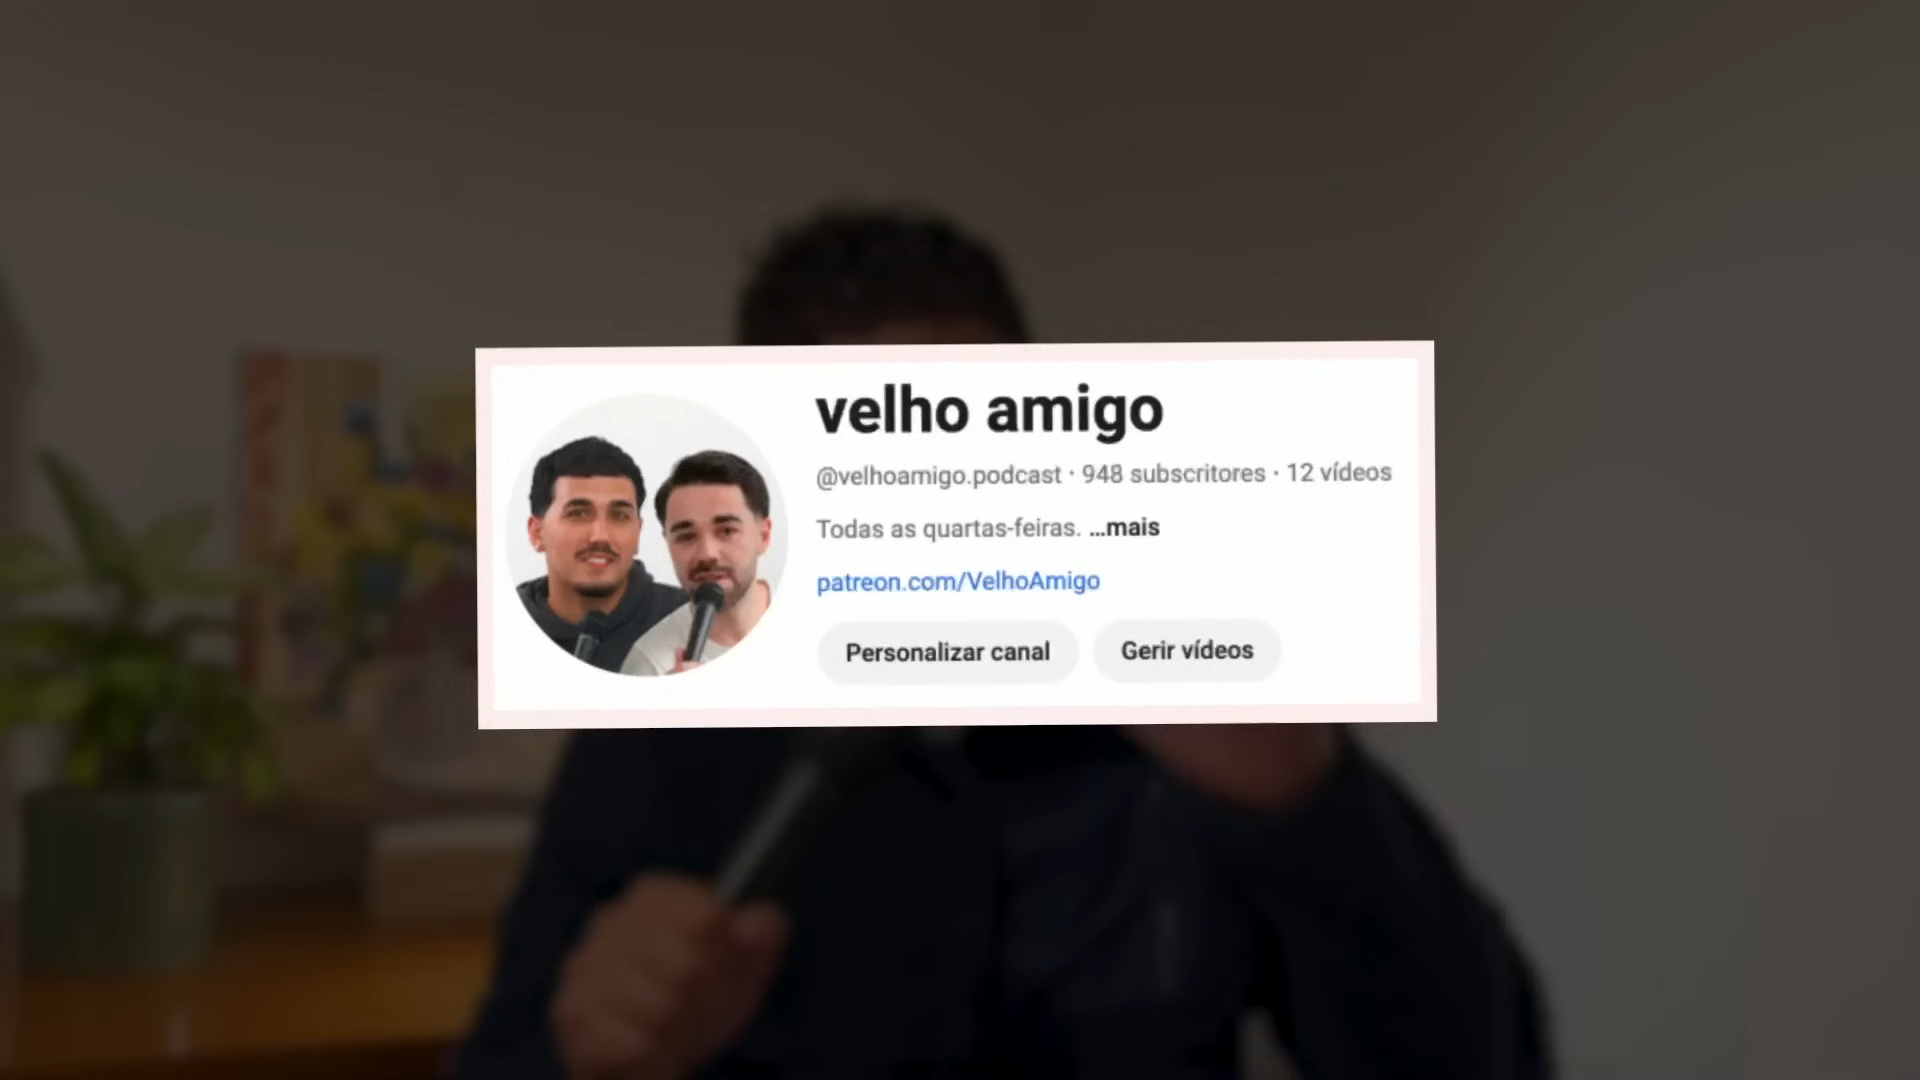 velho amigo
@velhoamigo.podcast · 948 subscritores · 12 vídeos
Todas as quartas-feiras. ...mais
patreon.com/VelhoAmigo
Personalizar canal Gerir vídeos